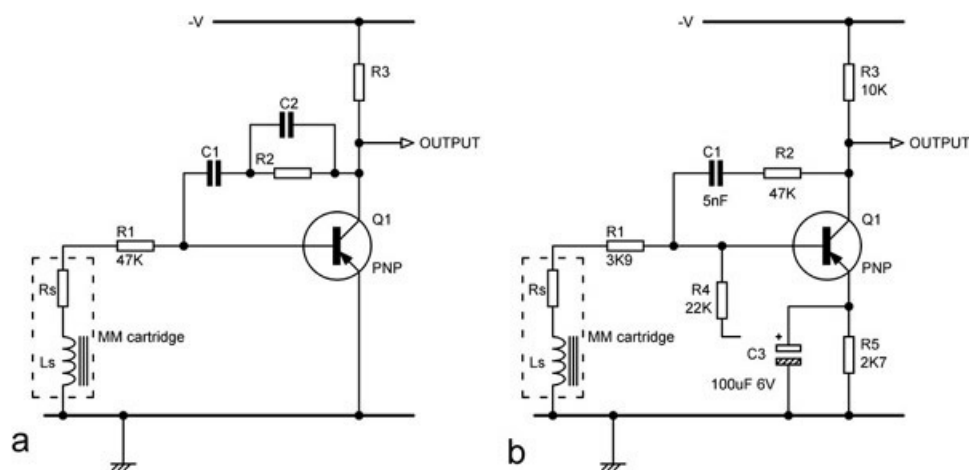 -V
R3
C2
OUTPUT
C1
R2
Q1
R1
47K
PNP
Rs
MM cartridge
Ls
a
-V
R3
10K
OUTPUT
C1
R2
5nF
47K
Q1
R1
3K9
PNP
Rs
R4
22K
MM cartridge
Ls
+
C3
R5
2K7
100uF 6V
b